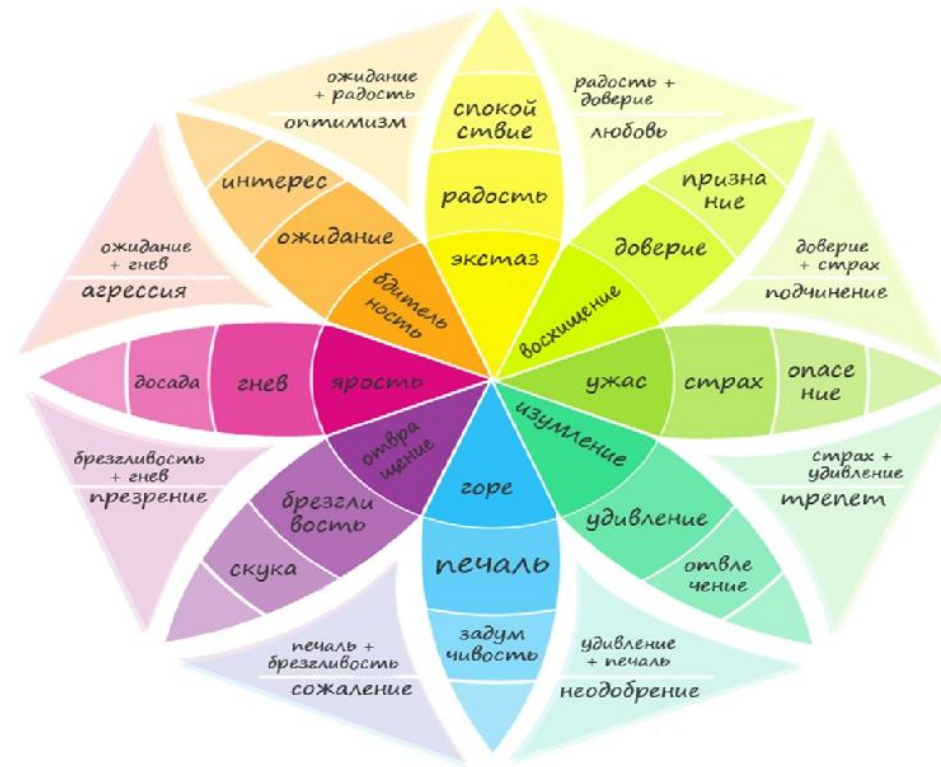 ожидание
+ радость
оптимизм
спокой
ствие
радость
экстаз
радость +
доверие
любовь
призна
ние
доверие
восхищение
доверие
+ страх
подчинение
ужас
страх
опасе
ние
страх +
удивление
трепет
изумление
удивление
отвле
чение
удивление
+ печаль
неодобрение
горе
печаль
задум
чивость
печаль +
брезгливость
сожаление
отвра
щение
брезгли
вость
скука
брезгливость
+ гнев
презрение
ярость
гнев
досада
ожидание
+ гнев
агрессия
бдитель
ность
ожидание
интерес